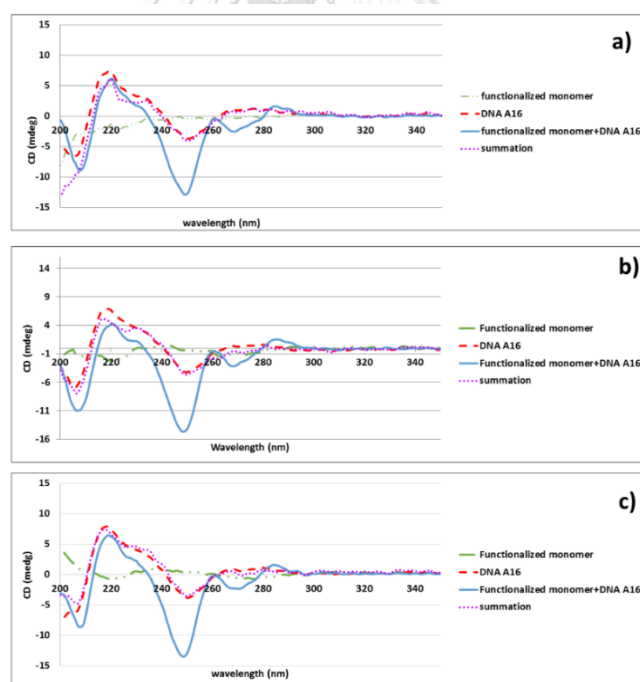 a)
15
10
5
0
-5
-10
-15
CD (mdeg)
200 220 240 260 280 300 320 340
wavelength (nm)
functionalized monomer
DNA A16
functionalized monomer+DNA A16
summation
b)
14
9
4
-1
-6
-11
-16
CD (mdeg)
200 220 240 260 280 300 320 340
Wavelength (nm)
Functionalized monomer
DNA A16
Functionalized monomer+DNA A16
summation
c)
15
10
5
0
-5
-10
-15
CD (medg)
200 220 240 260 280 300 320 340
wavelength (nm)
Functionalized monomer
DNA A16
Functionalized monomer+DNA A16
summation